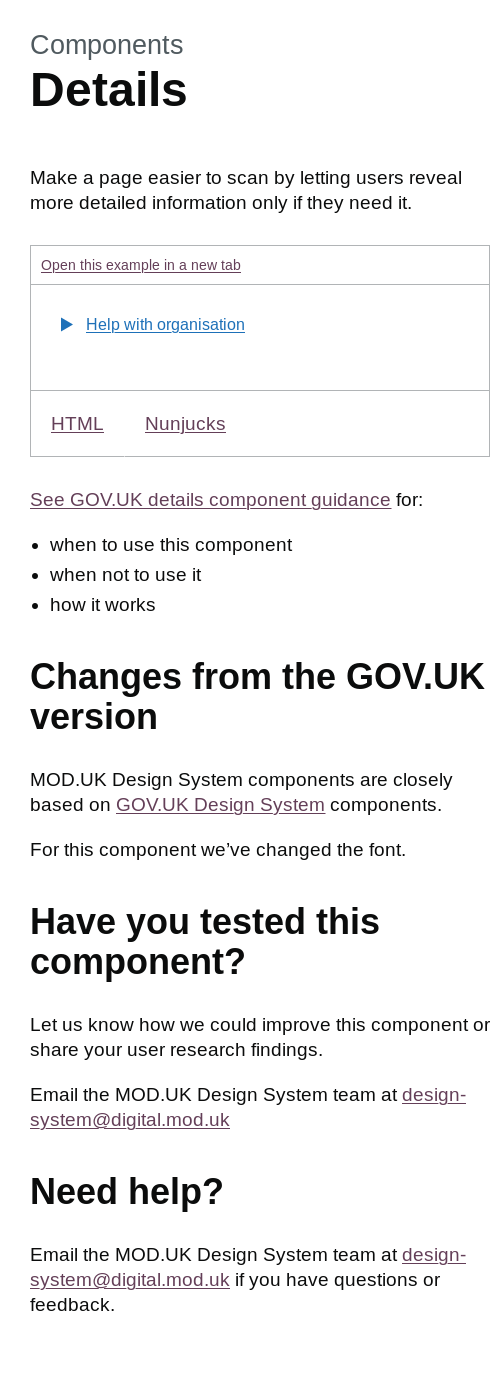 Components
Details
Make a page easier to scan by letting users reveal
more detailed information only if they need it.
Open this example in a new tab
Help with organisation
HTML Nunjucks
See GOV.UK details component guidance for:
• when to use this component
• when not to use it
• how it works
Changes from the GOV.UK
version
MOD.UK Design System components are closely
based on GOV.UK Design System components.
For this component we’ve changed the font.
Have you tested this
component?
Let us know how we could improve this component or
share your user research findings.
Email the MOD.UK Design System team at design-
system@digital.mod.uk
Need help?
Email the MOD.UK Design System team at design-
system@digital.mod.uk if you have questions or
feedback.